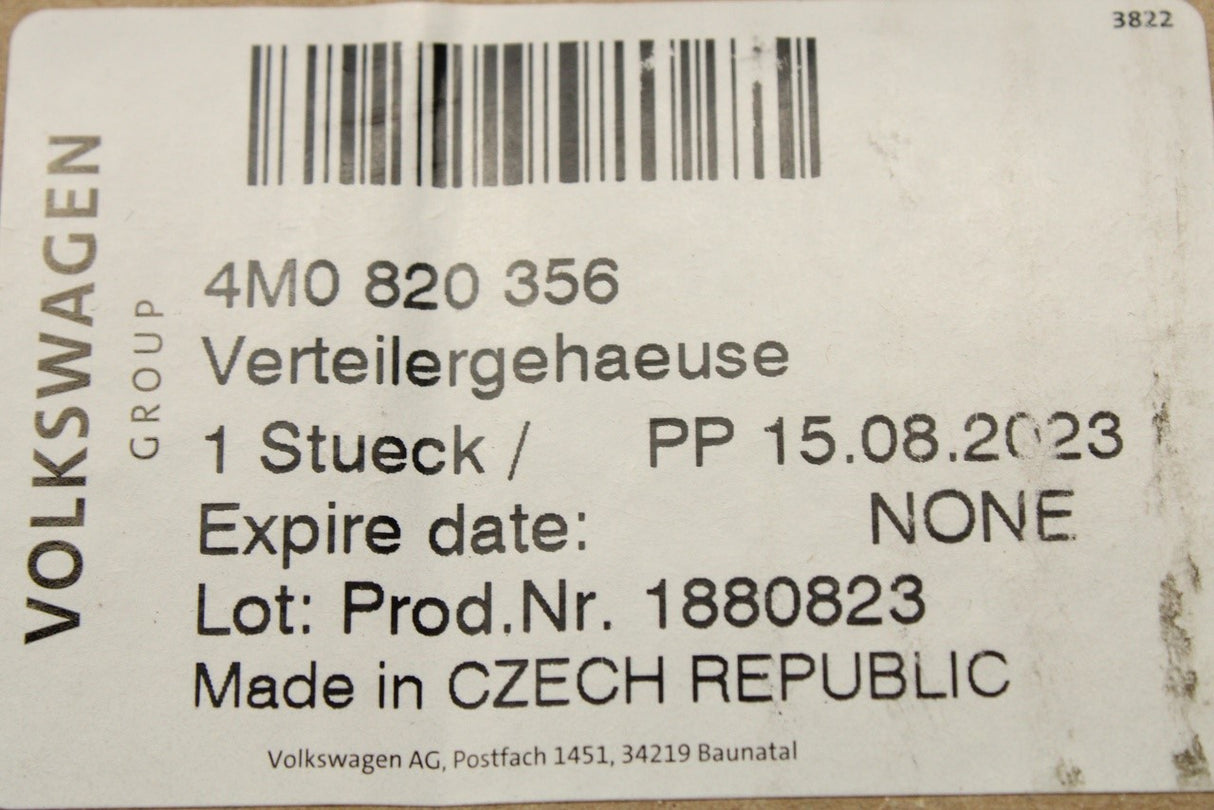 3822
VOLKSWAGEN
GROUP
4M0 820 356
Verteilergehaeuse
1 Stueck / PP 15.08.2023
Expire date: NONE
Lot: Prod.Nr. 1880823
Made in CZECH REPUBLIC
Volkswagen AG, Postfach 1451, 34219 Baunatal